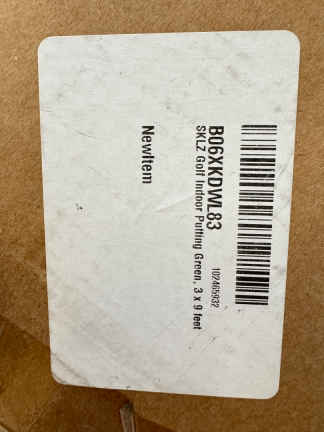 B06XKDWL83
102465932
SKLZ Golf Indoor Putting Green, 3 x 9 feet
NewItem